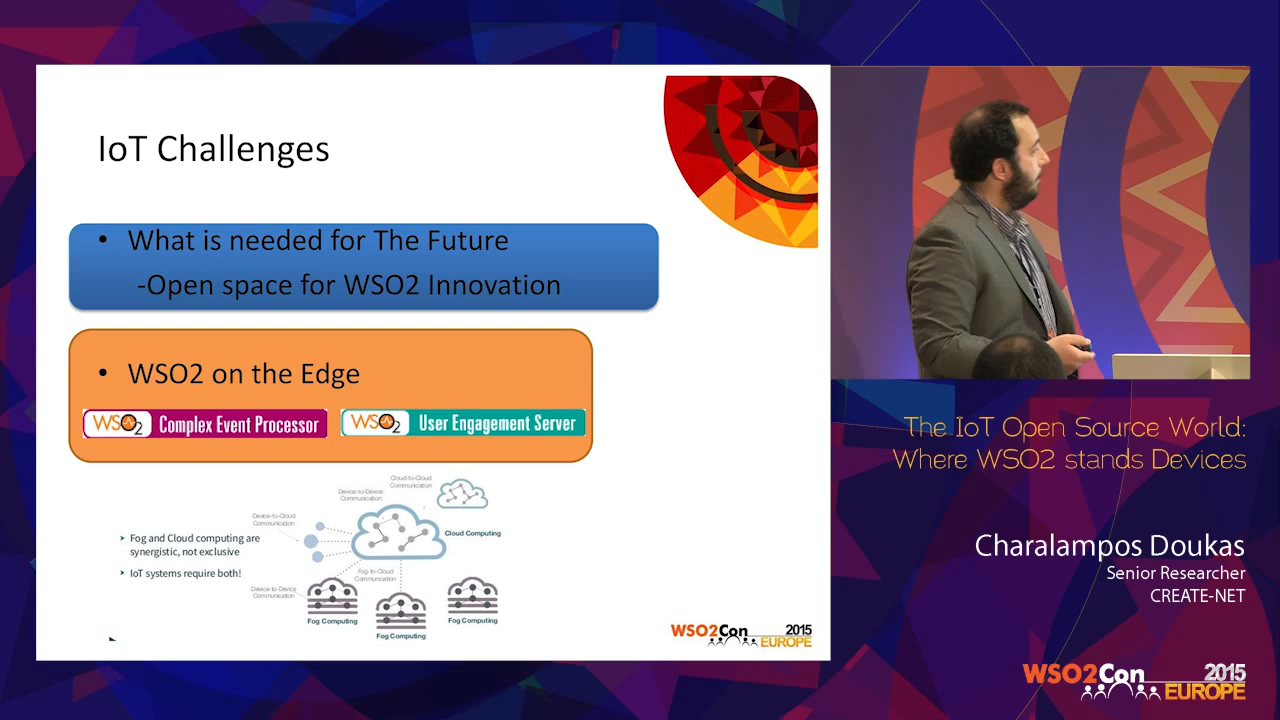 IoT Challenges
• What is needed for The Future
-Open space for WSO2 Innovation
• WSO2 on the Edge
WSO2 Complex Event Processor
WSO2 User Engagement Server
Cloud-to-Cloud
Communication
Device-to-Device
Communication
Device-to-Cloud
Communication
Cloud Computing
Fog and Cloud computing are
synergistic, not exclusive
IoT systems require both!
Fog-to-Cloud
Communication
Device-to-Device
Communication
Fog Computing
Fog Computing
Fog Computing
WSO2Con 2015
EUROPE
The IoT Open Source World:
Where WSO2 stands Devices
Charalampos Doukas
Senior Researcher
CREATE-NET
WSO2Con 2015
EUROPE